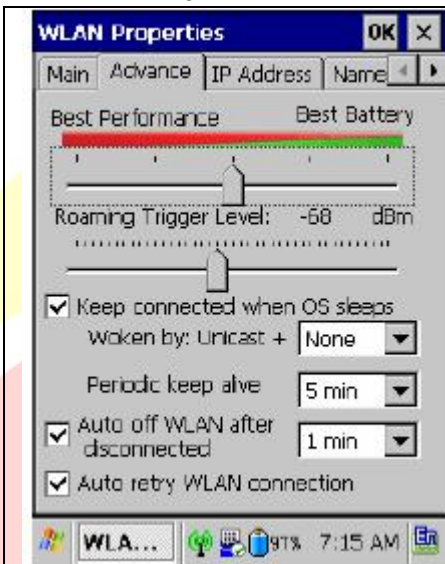 WLAN Properties OK ×
Main Advance IP Address Name
Best Performance Best Battery
Roaming Trigger Level: -68 dBm
Keep connected when OS sleeps
Woken by: Unicast + None
Periodic keep alive 5 min
Auto off WLAN after
disconnected 1 min
Auto retry WLAN connection
WLA... 97% 7:15 AM En